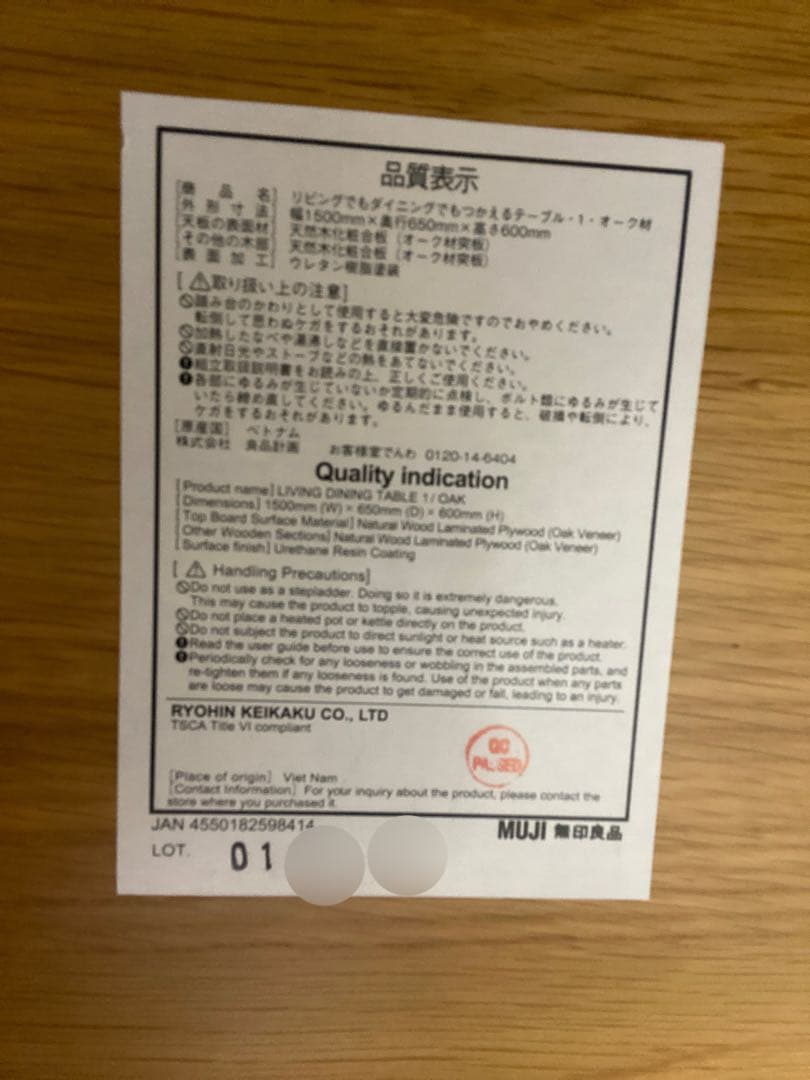 品質表示
[商品名] リビングでもダイニングでもつかえるテーブル・1・オーク材
[外形寸法] 幅1500mm×奥行650mm×高さ600mm
[天板の表面材] 天然木化粧合板（オーク材突板）
[その他の木部] 天然木化粧合板（オーク材突板）
[表面加工] ウレタン樹脂塗装
[⚠取り扱い上の注意]
踏み台のかわりとして使用すると大変危険ですのでおやめください。
転倒して思わぬケガをするおそれがあります。
加熱したなべや湯沸しなどを直接置かないでください。
直射日光やストーブなどの熱をあてないでください。
組立取扱説明書をお読みの上、正しくご使用ください。
各部にゆるみが生じていないか定期的に点検し、ボルト類にゆるみが生じて
いたら締め直してください。ゆるんだまま使用すると、破損や転倒により、
ケガをするおそれがあります。
[原産国] ベトナム
株式会社 良品計画 お客様室でんわ 0120-14-6404
Quality indication
[Product name] LIVING DINING TABLE 1 / OAK
[Dimensions] 1500mm (W) × 650mm (D) × 600mm (H)
[Top Board Surface Material] Natural Wood Laminated Plywood (Oak Veneer)
[Other Wooden Sections] Natural Wood Laminated Plywood (Oak Veneer)
[Surface finish] Urethane Resin Coating
[⚠ Handling Precautions]
Do not use as a stepladder. Doing so it is extremely dangerous.
This may cause the product to topple, causing unexpected injury.
Do not place a heated pot or kettle directly on the product.
Do not subject the product to direct sunlight or heat source such as a heater.
Read the user guide before use to ensure the correct use of the product.
Periodically check for any looseness or wobbling in the assembled parts, and
re-tighten them if any looseness is found. Use of the product when any parts
are loose may cause the product to get damaged or fall, leading to an injury.
RYOHIN KEIKAKU CO., LTD
TSCA Title VI compliant
QC
[Place of origin] Viet Nam
[Contact Information] For your inquiry about the product, please contact the
store where you purchased it.
JAN 4550182598414
MUJI 無印良品
LOT. 01